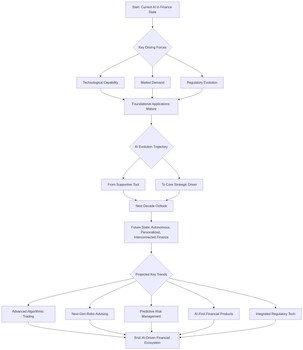 Start: Current AI in Finance
State
Key Driving Forces
Technological Capability
Market Demand
Regulatory Evolution
Foundational Applications
Mature
AI Evolution Trajectory
From Supportive Tool
To Core Strategic Driver
Next Decade Outlook
Future State: Autonomous,
Personalized,
Interconnected Finance
Projected Key Trends
Advanced Algorithmic
Trading
Next-Gen Robo-Advising
Predictive Risk
Management
AI-First Financial Products
Integrated Regulatory Tech
End: AI-Driven Financial
Ecosystem